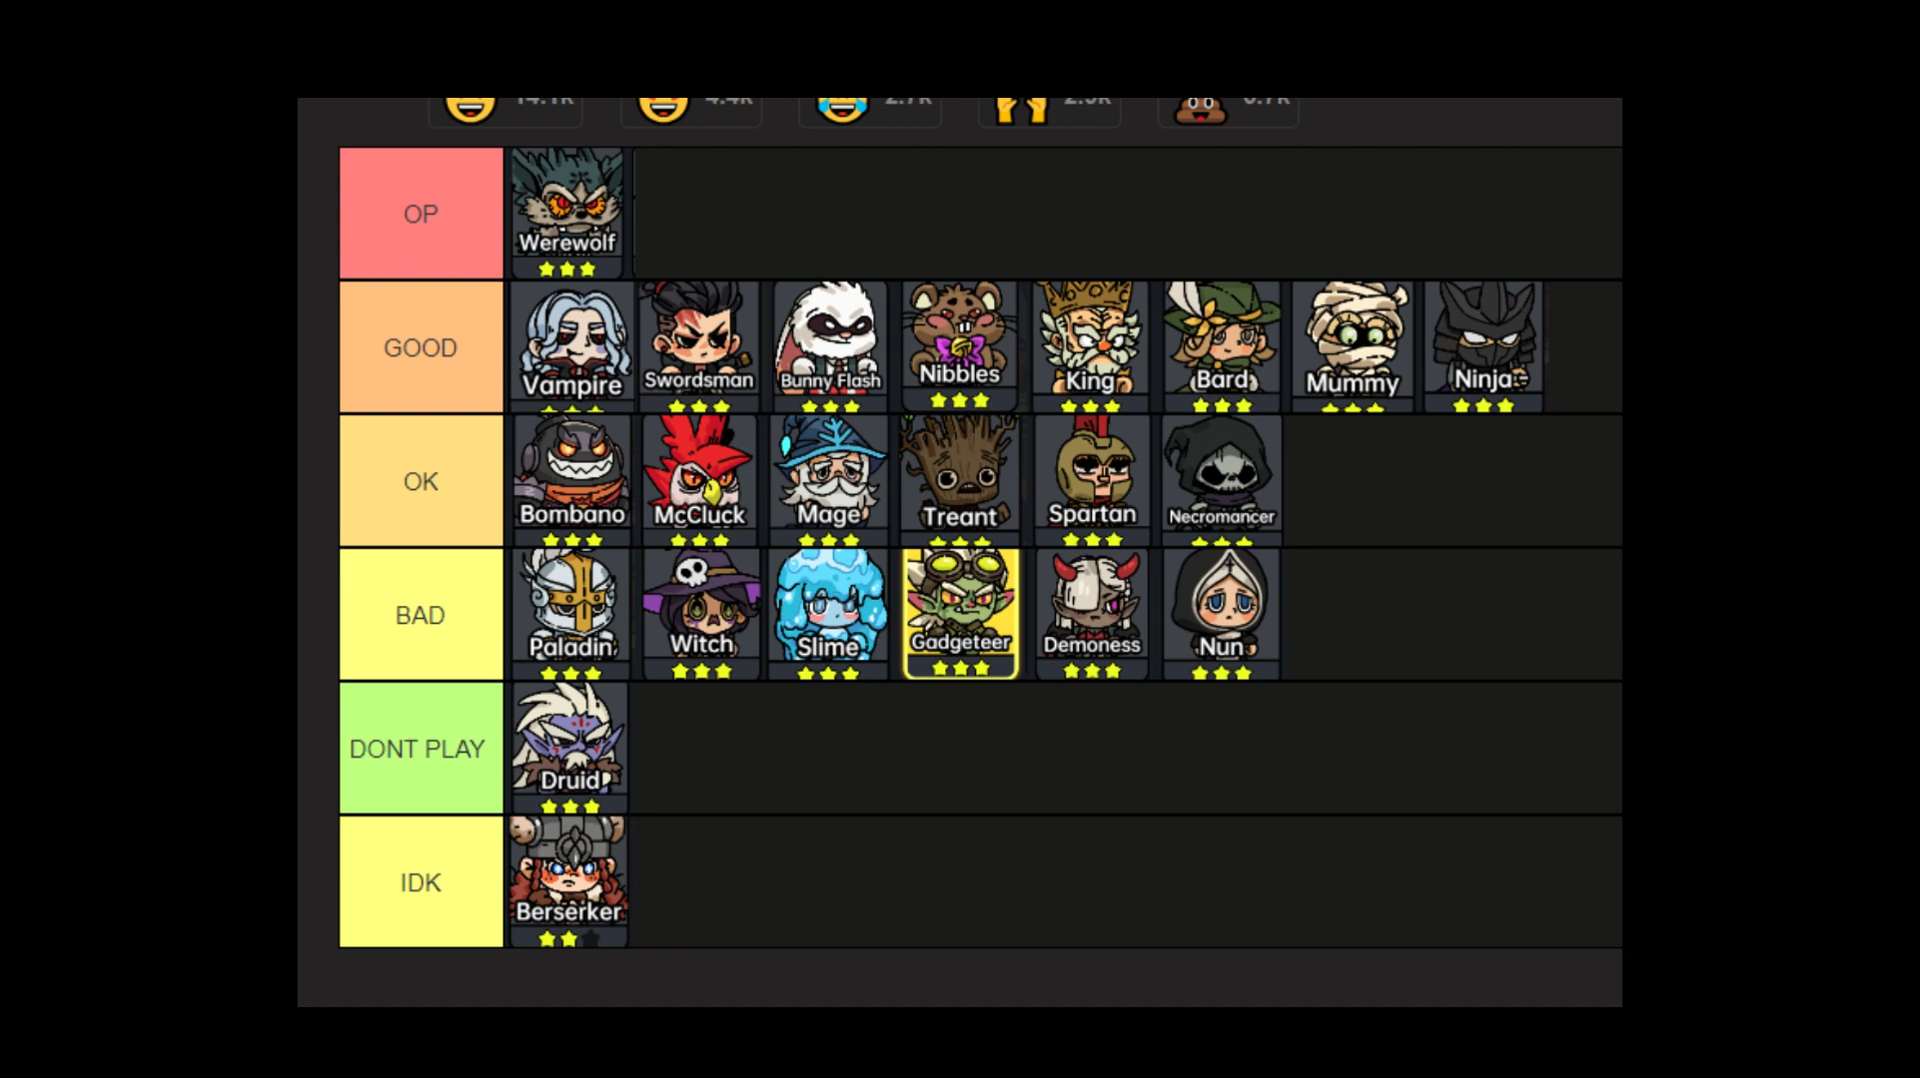 OP
Werewolf
GOOD
Vampire
Swordsman
Bunny Flash
Nibbles
King
Bard
Mummy
Ninja
OK
Bombano
McCluck
Mage
Treant
Spartan
Necromancer
BAD
Paladin
Witch
Slime
Gadgeteer
Demoness
Nun
DONT PLAY
Druid
IDK
Berserker